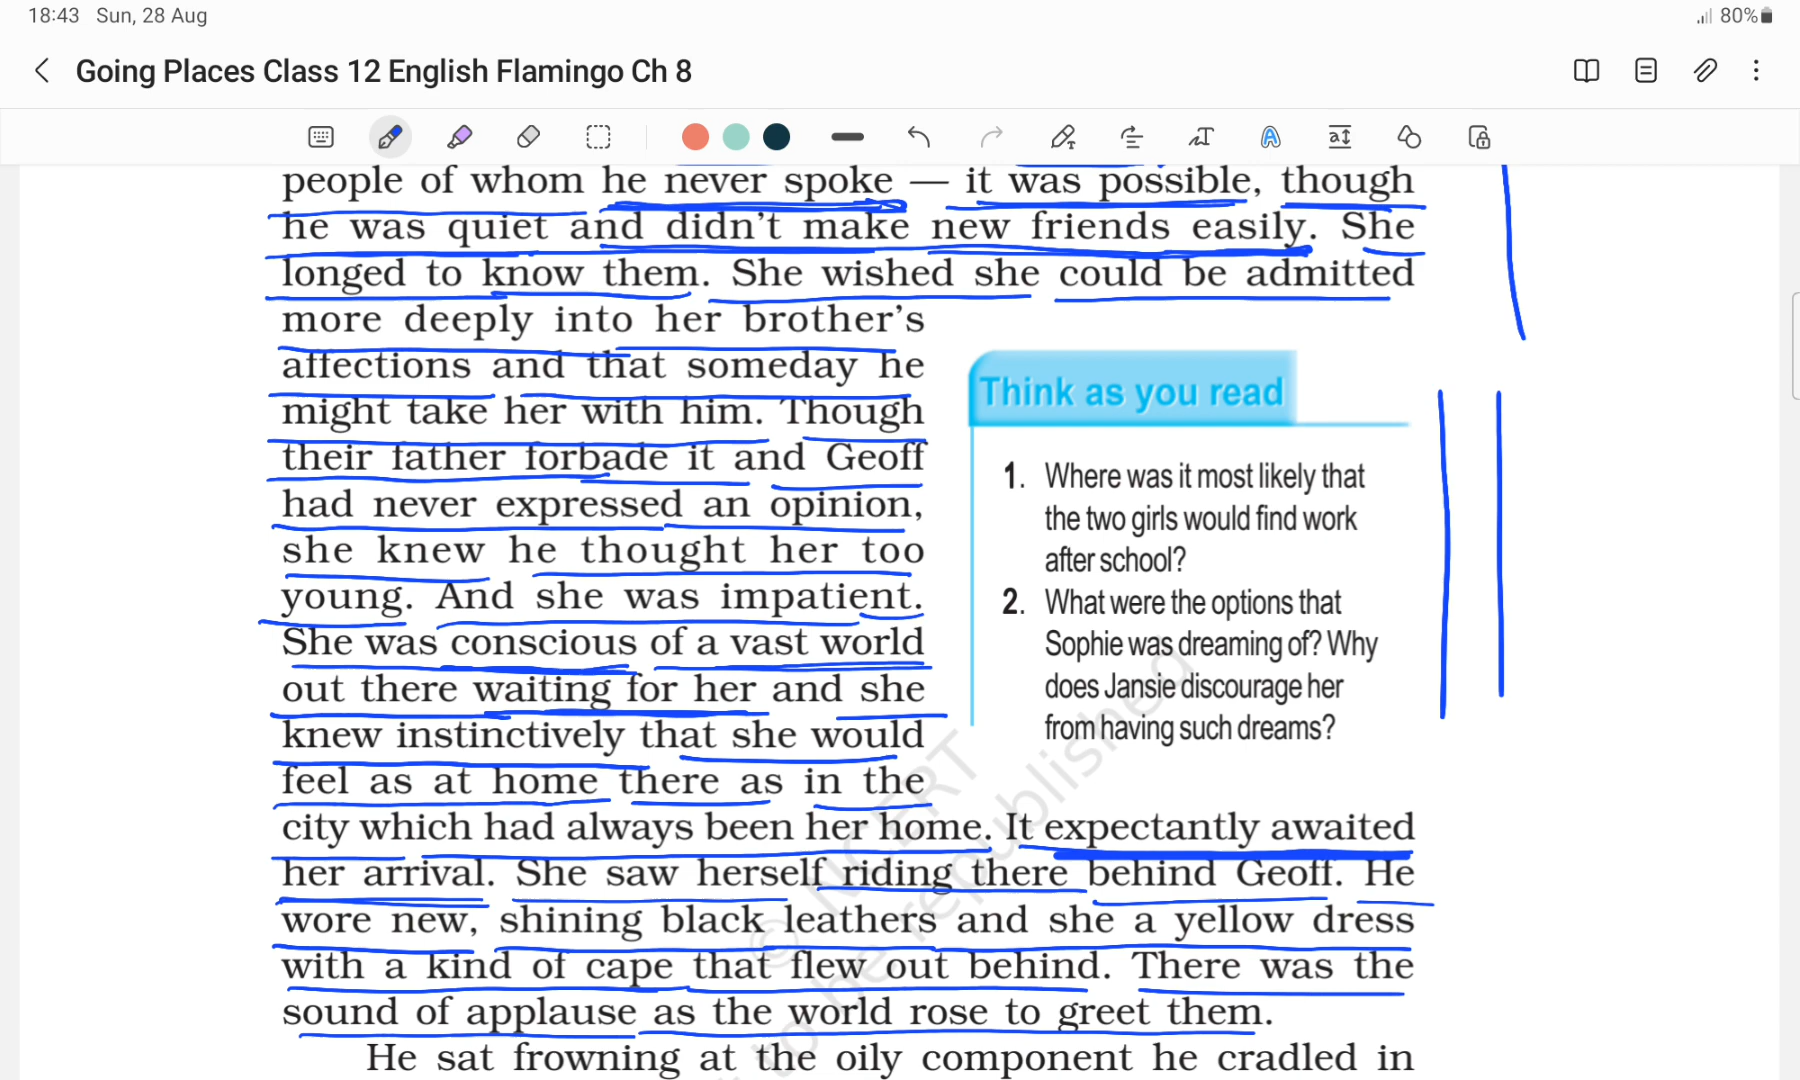 18:43 Sun, 28 Aug
80%
Going Places Class 12 English Flamingo Ch 8
people of whom he never spoke — it was possible, though
he was quiet and didn't make new friends easily. She
longed to know them. She wished she could be admitted
more deeply into her brother's
affections and that someday he
might take her with him. Though
their father forbade it and Geoff
had never expressed an opinion,
she knew he thought her too
young. And she was impatient.
She was conscious of a vast world
out there waiting for her and she
knew instinctively that she would
feel as at home there as in the
city which had always been her home. It expectantly awaited
her arrival. She saw herself riding there behind Geoff. He
wore new, shining black leathers and she a yellow dress
with a kind of cape that flew out behind. There was the
sound of applause as the world rose to greet them.
He sat frowning at the oily component he cradled in
Think as you read
1. Where was it most likely that
the two girls would find work
after school?
2. What were the options that
Sophie was dreaming of? Why
does Jansie discourage her
from having such dreams?
© NCERT
to be republished